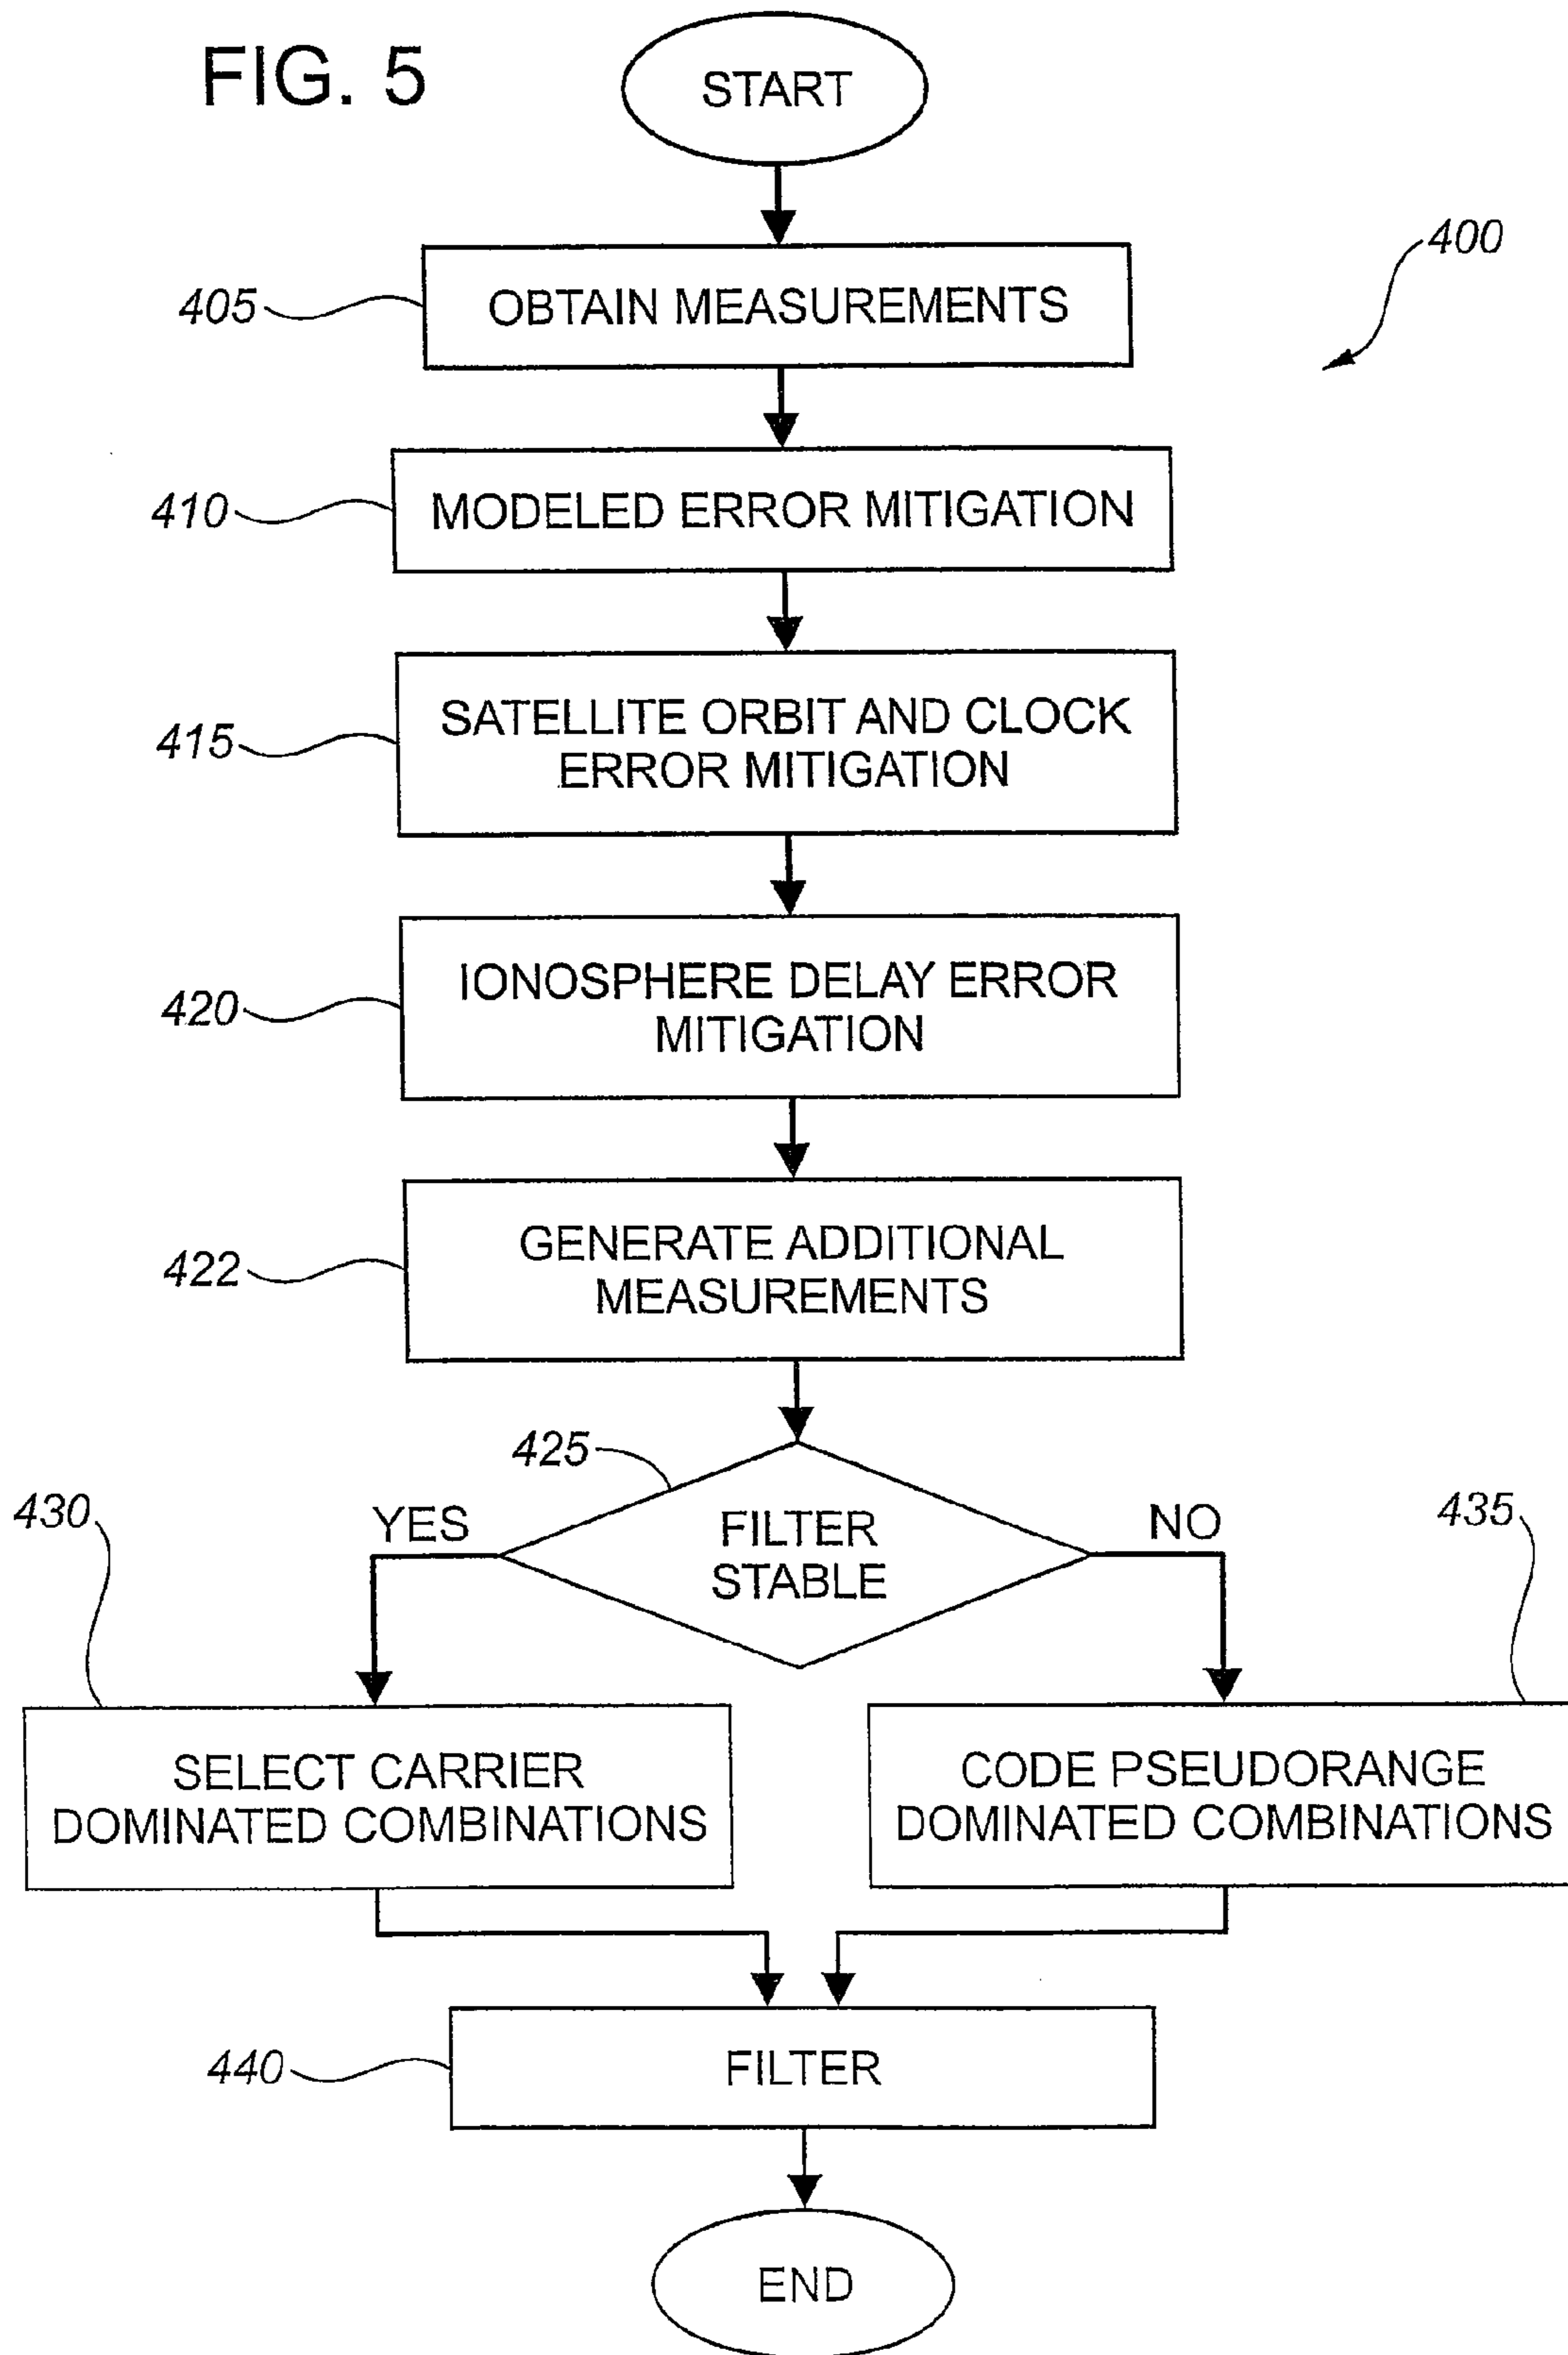 FIG. 5
START
400
405
OBTAIN MEASUREMENTS
410
MODELED ERROR MITIGATION
415
SATELLITE ORBIT AND CLOCK
ERROR MITIGATION
420
IONOSPHERE DELAY ERROR
MITIGATION
422
GENERATE ADDITIONAL
MEASUREMENTS
425
FILTER
STABLE
YES
NO
430
435
SELECT CARRIER
DOMINATED COMBINATIONS
CODE PSEUDORANGE
DOMINATED COMBINATIONS
440
FILTER
END